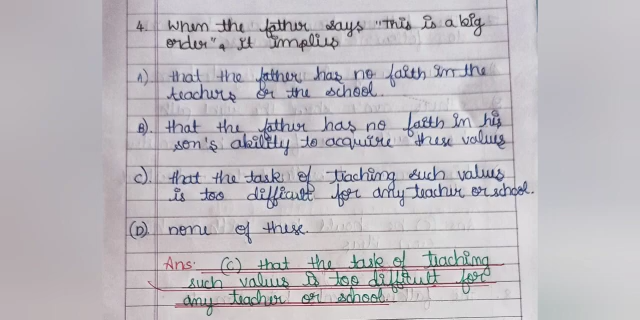 4. When the father says "this is a big
order", it implies
A) that the father has no faith in the
teachers or the school.
B). that the father has no faith in his
son's ability to acquire these values
C). that the task of teaching such values
is too difficult for any teacher or school.
(D) none of these.
Ans: (C) that the task of teaching
such values is too difficult for
any teacher or school